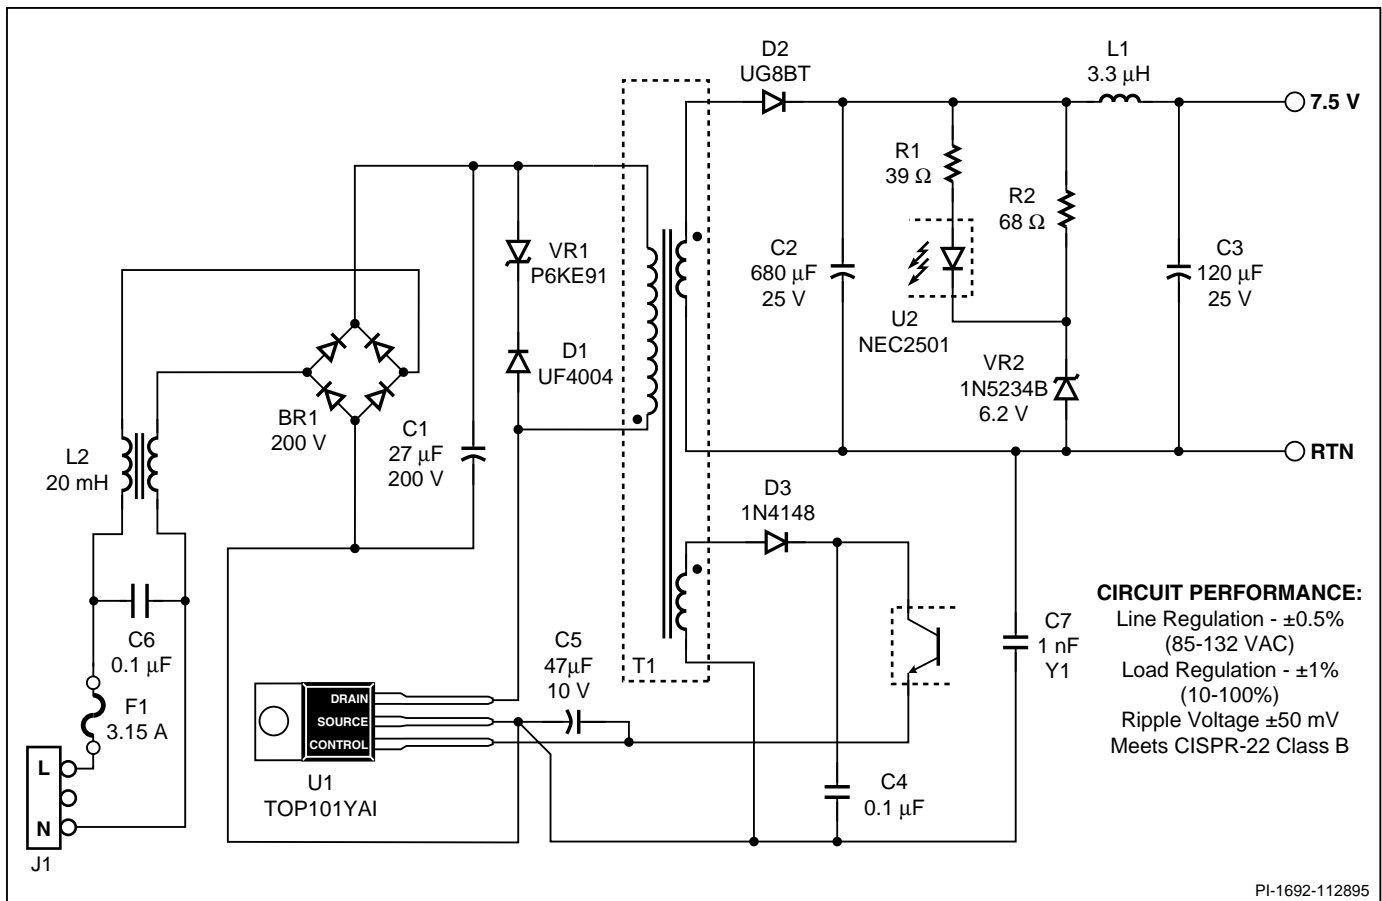 D2
UG8BT
L1
3.3 µH
7.5 V
R1
39 Ω
R2
68 Ω
VR1
P6KE91
C2
680 µF
25 V
C3
120 µF
25 V
U2
NEC2501
D1
UF4004
VR2
1N5234B
6.2 V
BR1
200 V
C1
27 µF
200 V
L2
20 mH
RTN
D3
1N4148
CIRCUIT PERFORMANCE:
Line Regulation - ±0.5%
(85-132 VAC)
Load Regulation - ±1%
(10-100%)
Ripple Voltage ±50 mV
Meets CISPR-22 Class B
C7
1 nF
Y1
C6
0.1 µF
C5
47µF
10 V
T1
F1
3.15 A
DRAIN
SOURCE
CONTROL
L
N
J1
U1
TOP101YAI
C4
0.1 µF
PI-1692-112895